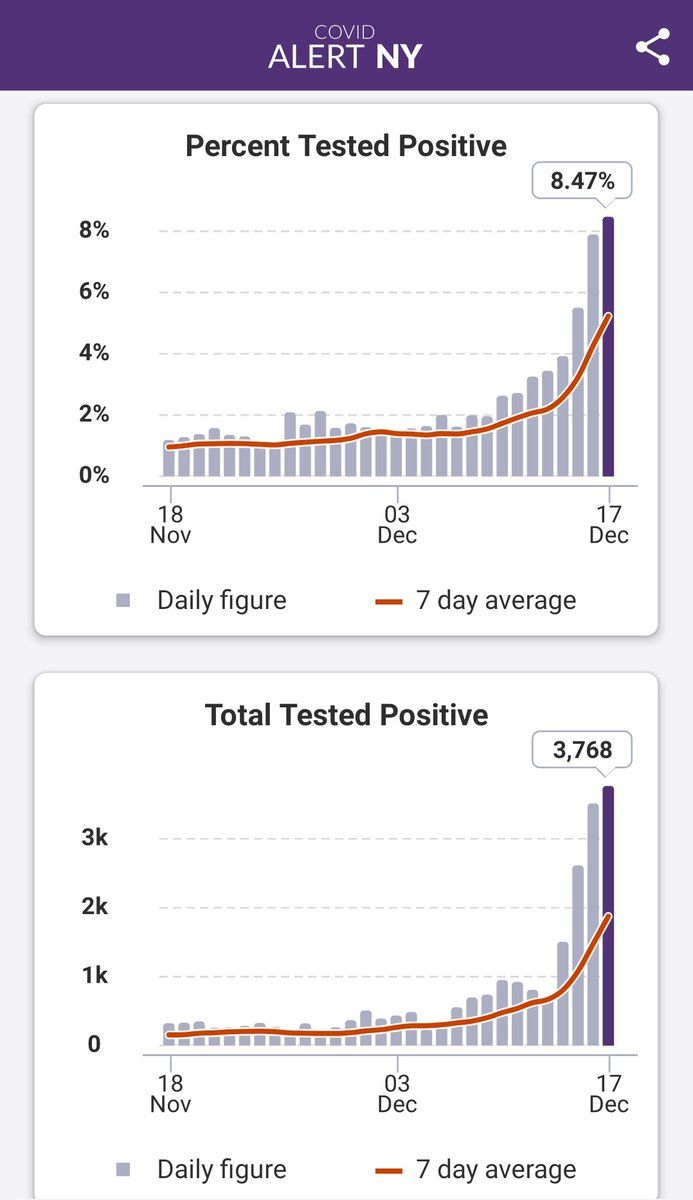 COVID
ALERT NY
Percent Tested Positive
8.47%
8%
6%
4%
2%
0%
18
Nov
03
Dec
17
Dec
Daily figure
7 day average
Total Tested Positive
3,768
3k
2k
1k
0
18
Nov
03
Dec
17
Dec
Daily figure
7 day average